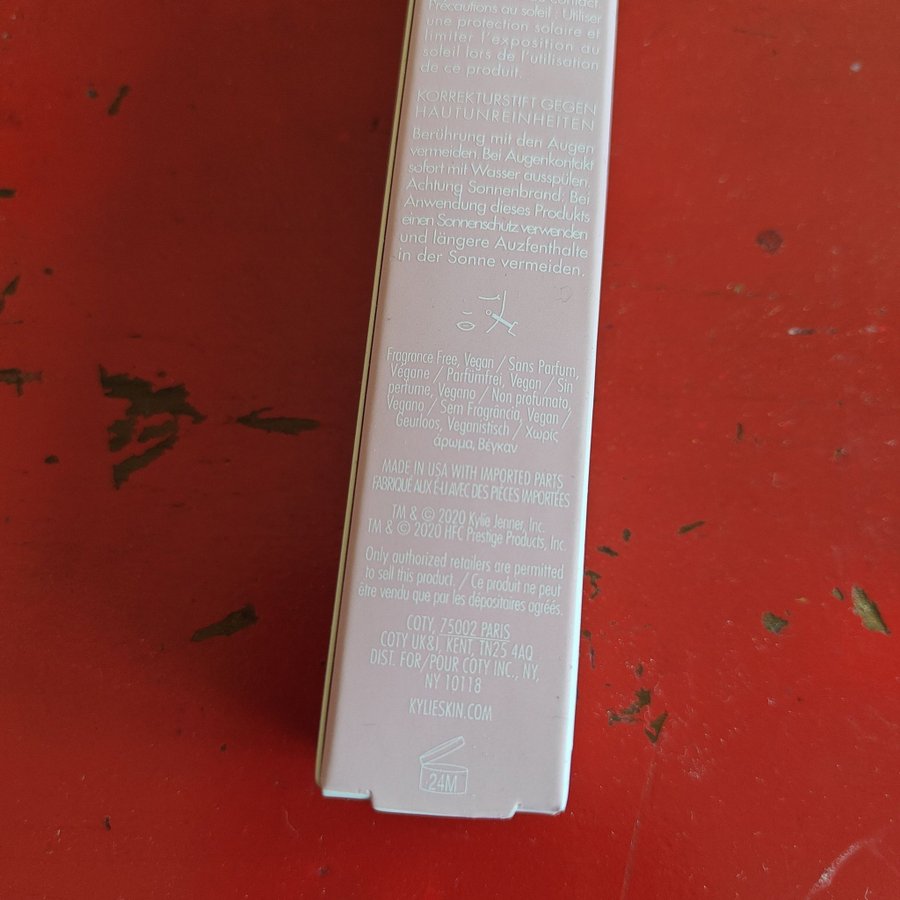 contact.
Précautions au soleil : Utiliser
une protection solaire et
limiter l'exposition au
soleil lors de l'utilisation
de ce produit.
KORREKTURSTIFT GEGEN
HAUTUNREINHEITEN
Berührung mit den Augen
vermeiden. Bei Augenkontakt
sofort mit Wasser ausspülen.
Achtung Sonnenbrand. Bei
Anwendung dieses Produkts
einen Sonnenschutz verwenden
und längere Auzfenthalte
in der Sonne vermeiden.
Fragrance Free, Vegan / Sans Parfum,
Végane / Parfümfrei, Vegan / Sin
perfume, Vegano / Non profumato,
Vegano / Sem Fragrância, Vegan /
Geurloos, Veganistisch / Χωρίς
άρωμα, Βέγκαν
MADE IN USA WITH IMPORTED PARTS
FABRIQUÉ AUX É-U AVEC DES PIÈCES IMPORTÉES
TM & © 2020 Kylie Jenner, Inc.
TM & © 2020 HFC Prestige Products, Inc
Only authorized retailers are permitted
to sell this product. / Ce produit ne peut
être vendu que par les dépositaires agréés.
COTY, 75002 PARIS
COTY UK&I, KENT, TN25 4AQ
DIST. FOR/POUR COTY INC., NY,
NY 10118
KYLIESKIN.COM
24M